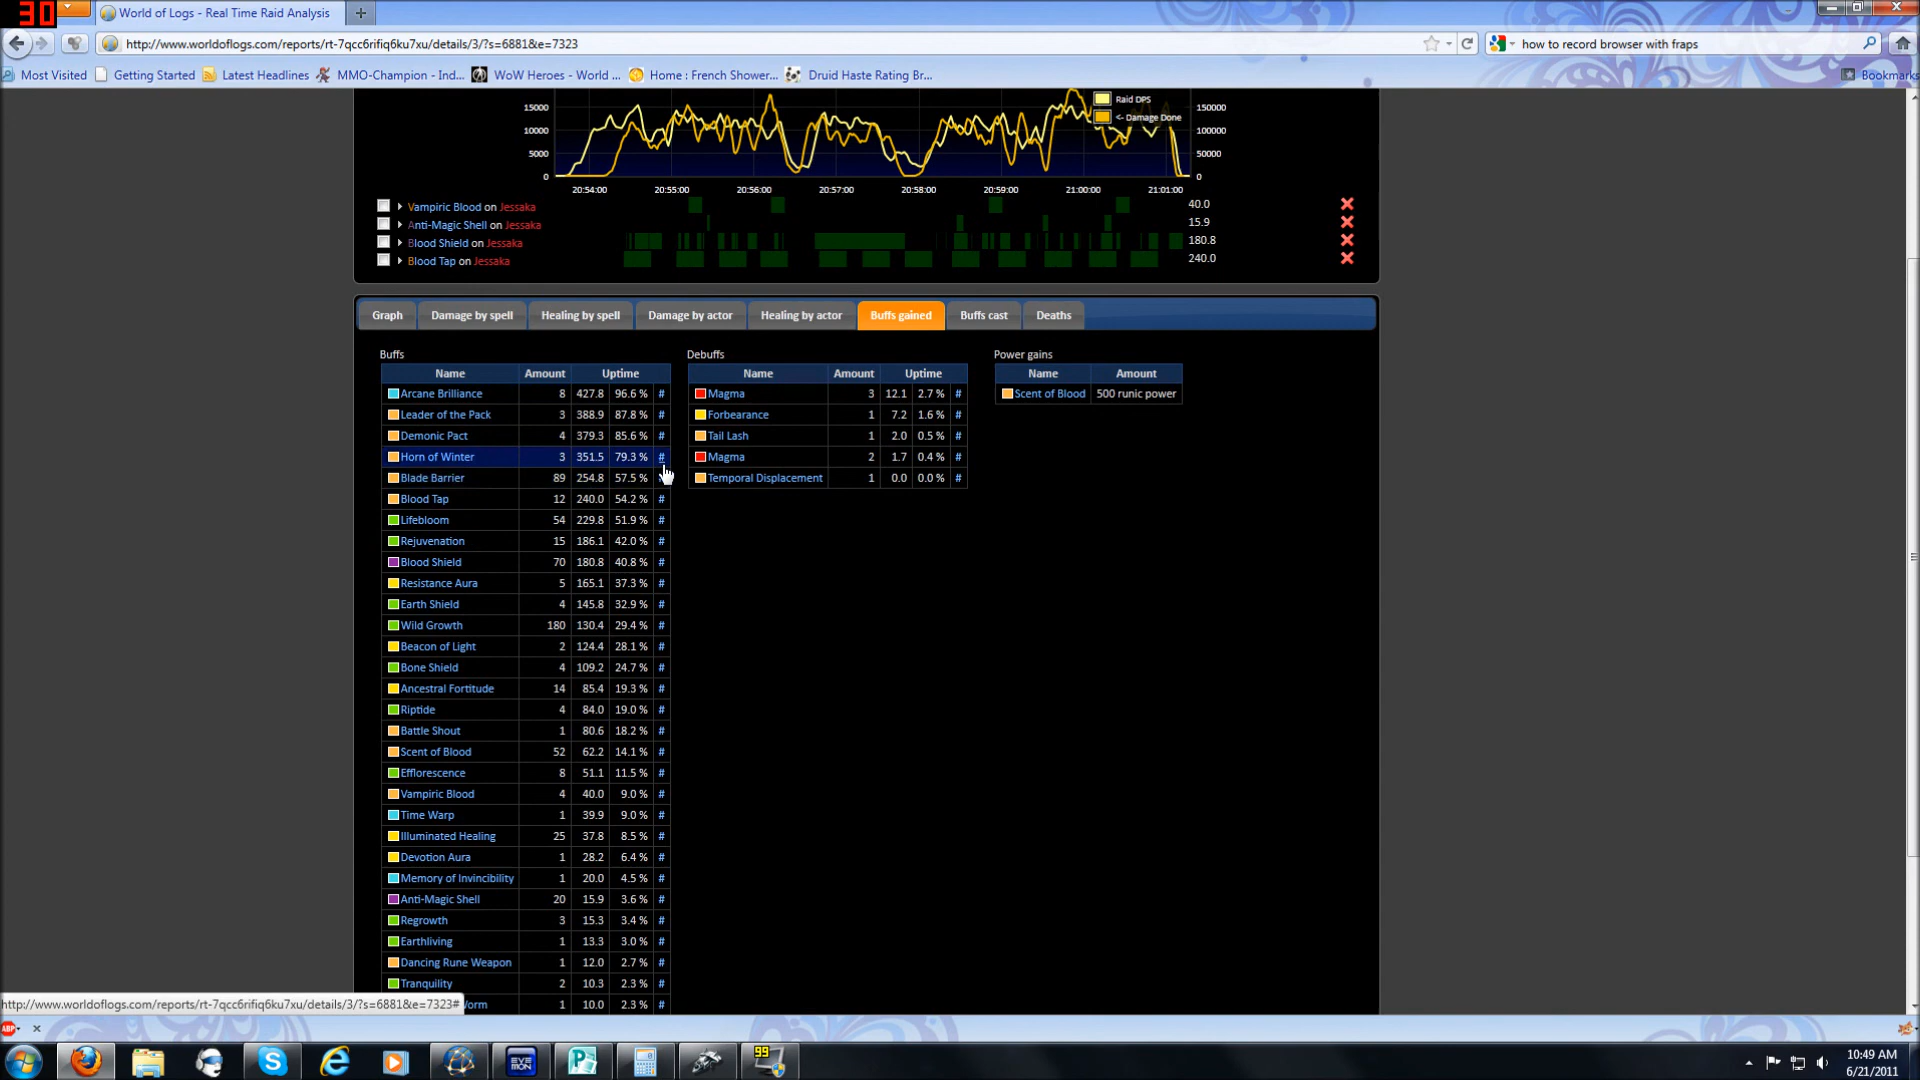 30
World of Logs - Real Time Raid Analysis
http://www.worldoflogs.com/reports/rt-7qcc6rifiq6ku7xu/details/3/?s=6881&e=7323
how to record browser with fraps
Most Visited Getting Started Latest Headlines MMO-Champion - Ind... WoW Heroes - World ... Home : French Shower... Druid Haste Rating Br...
Bookmarks
15000 Raid DPS 150000
<- Damage Done
10000 100000
5000 50000
0 0
20:54:00 20:55:00 20:56:00 20:57:00 20:58:00 20:59:00 21:00:00 21:01:00
Vampiric Blood on Jessaka 40.0
Anti-Magic Shell on Jessaka 15.9
Blood Shield on Jessaka 180.8
Blood Tap on Jessaka 240.0
Graph Damage by spell Healing by spell Damage by actor Healing by actor Buffs gained Buffs cast Deaths
Buffs
Name Amount Uptime
Arcane Brilliance 8 427.8 96.6 % #
Leader of the Pack 3 388.9 87.8 % #
Demonic Pact 4 379.3 85.6 % #
Horn of Winter 3 351.5 79.3 % #
Blade Barrier 89 254.8 57.5 %
Blood Tap 12 240.0 54.2 % #
Lifebloom 54 229.8 51.9 % #
Rejuvenation 15 186.1 42.0 % #
Blood Shield 70 180.8 40.8 % #
Resistance Aura 5 165.1 37.3 % #
Earth Shield 4 145.8 32.9 % #
Wild Growth 180 130.4 29.4 % #
Beacon of Light 2 124.4 28.1 % #
Bone Shield 4 109.2 24.7 % #
Ancestral Fortitude 14 85.4 19.3 % #
Riptide 4 84.0 19.0 % #
Battle Shout 1 80.6 18.2 % #
Scent of Blood 52 62.2 14.1 % #
Efflorescence 8 51.1 11.5 % #
Vampiric Blood 4 40.0 9.0 % #
Time Warp 1 39.9 9.0 % #
Illuminated Healing 25 37.8 8.5 % #
Devotion Aura 1 28.2 6.4 % #
Memory of Invincibility 1 20.0 4.5 % #
Anti-Magic Shell 20 15.9 3.6 % #
Regrowth 3 15.3 3.4 % #
Earthliving 1 13.3 3.0 % #
Dancing Rune Weapon 1 12.0 2.7 % #
Tranquility 2 10.3 2.3 % #
1 10.0 2.3 % #
Debuffs
Name Amount Uptime
Magma 3 12.1 2.7 % #
Forbearance 1 7.2 1.6 % #
Tail Lash 1 2.0 0.5 % #
Magma 2 1.7 0.4 % #
Temporal Displacement 1 0.0 0.0 % #
Power gains
Name Amount
Scent of Blood 500 runic power
http://www.worldoflogs.com/reports/rt-7qcc6rifiq6ku7xu/details/3/?s=6881&e=7323#
ABP
EVE MON
99
10:49 AM
6/21/2011